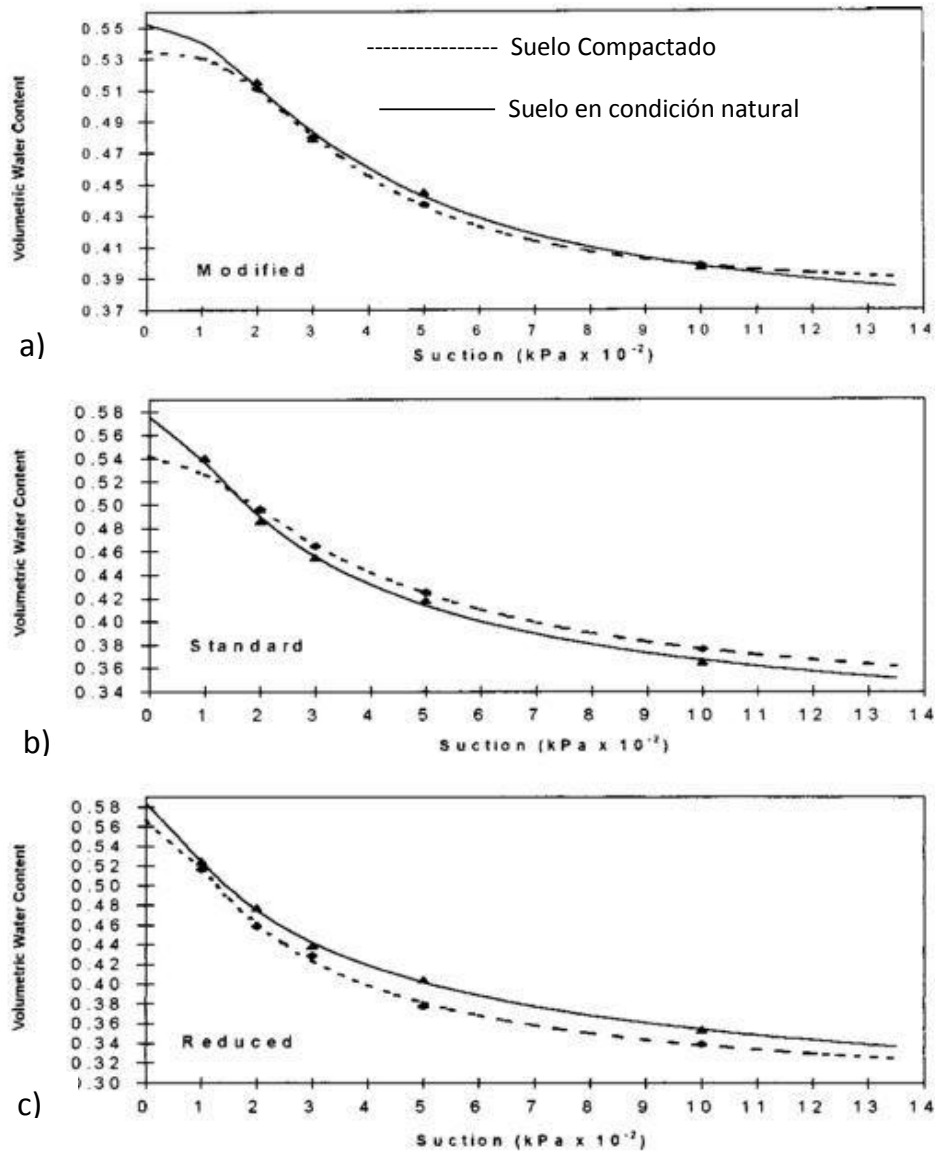 0.55
0.53
0.51
0.49
0.47
0.45
0.43
0.41
0.39
0.37
Volumetric Water Content
Suelo Compactado
Suelo en condición natural
Modified
0 1 2 3 4 5 6 7 8 9 10 11 12 13 14
a)
Suction (kPa x 10⁻²)
0.58
0.56
0.54
0.52
0.50
0.48
0.46
0.44
0.42
0.40
0.38
0.36
0.34
Volumetric Water Content
Standard
0 1 2 3 4 5 6 7 8 9 10 11 12 13 14
b)
Suction (kPa x 10⁻²)
0.58
0.56
0.54
0.52
0.50
0.48
0.46
0.44
0.42
0.40
0.38
0.36
0.34
0.32
0.30
Volumetric Water Content
Reduced
0 1 2 3 4 5 6 7 8 9 10 11 12 13 14
c)
Suction (kPa x 10⁻²)